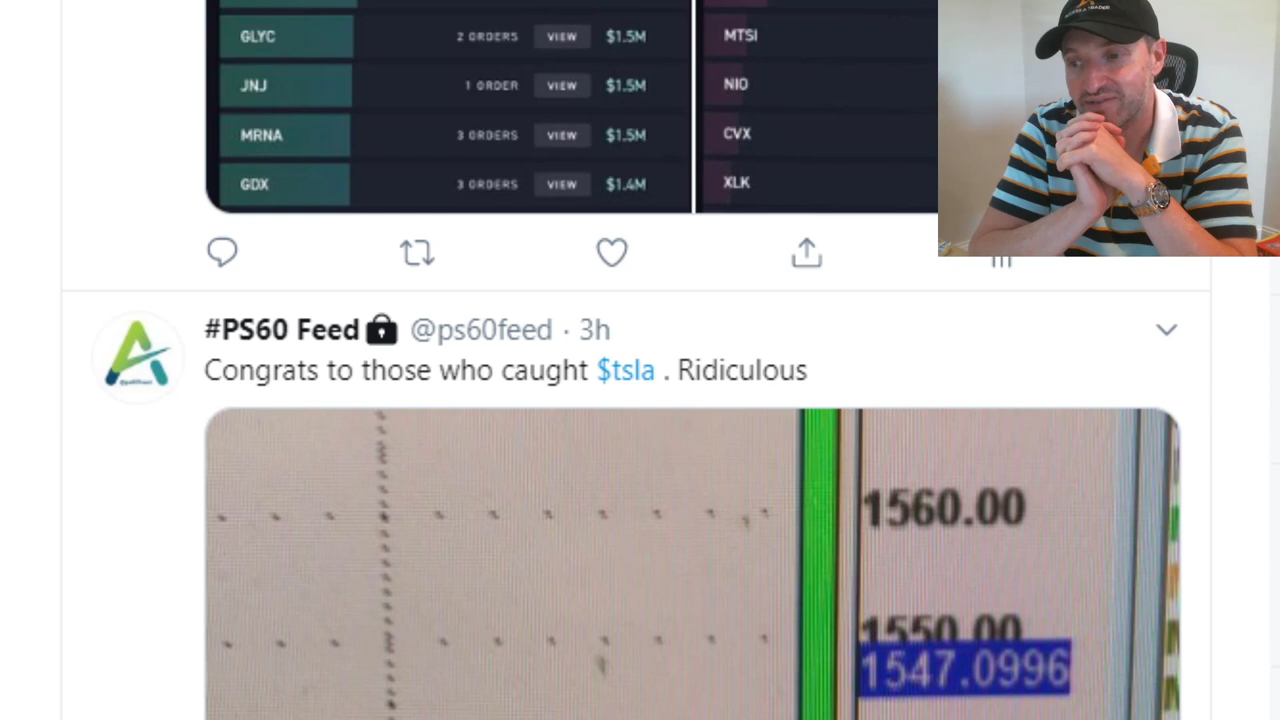 GLYC 2 ORDERS VIEW $1.5M MTSI
JNJ 1 ORDER VIEW $1.5M NIO
MRNA 3 ORDERS VIEW $1.5M CVX
GDX 3 ORDERS VIEW $1.4M XLK
#PS60 Feed @ps60feed · 3h
Congrats to those who caught $tsla . Ridiculous
1560.00
1550.00
1547.0996